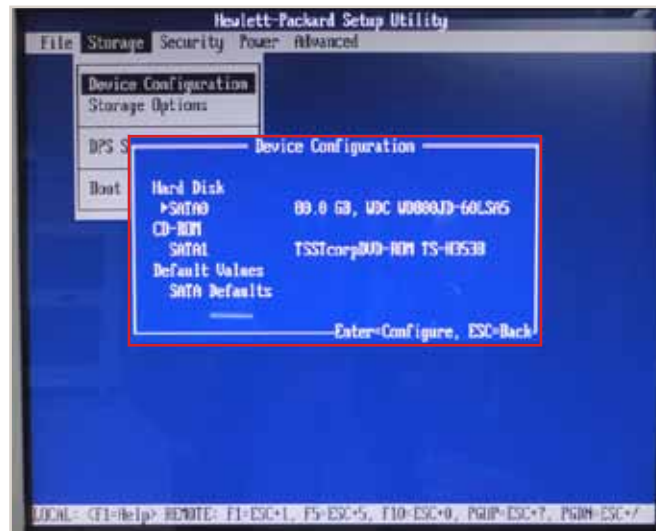 Hewlett-Packard Setup Utility
File Storage Security Power Advanced
Device Configuration
Storage Options
DPS S
Boot
Device Configuration
Hard Disk
▸SATA0 80.0 GB, WDC WD800JD-60LSA5
CD-ROM
SATA1 TSSTcorpDVD-ROM TS-H353B
Default Values
SATA Defaults
Enter=Configure, ESC=Back
LOCAL: <F1=Help> REMOTE: F1=ESC+1, F5=ESC+5, F10=ESC+0, PGUP=ESC+?, PGDN=ESC+/